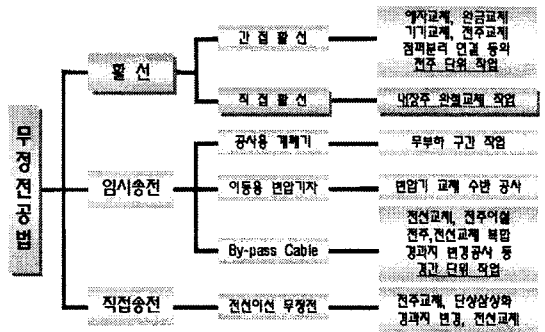 무정전공법
활 선
간 접 활 선
애자교체, 완금교체
기기교체, 전주교체
점퍼분리 연결 등의
전주 단위 작업
직 접 활 선
내장주 완철교체 작업
임시송전
공사용 개폐기
무부하 구간 작업
이동용 변압기차
변압기 교체 수반 공사
By-pass Cable
전선교체, 전주이설
전주,전선교체 복합
경과지 변경공사 등
경간 단위 작업
직접송전
전선이선 무정전
전주교체, 단상삼상화
경과지 변경, 전선교체